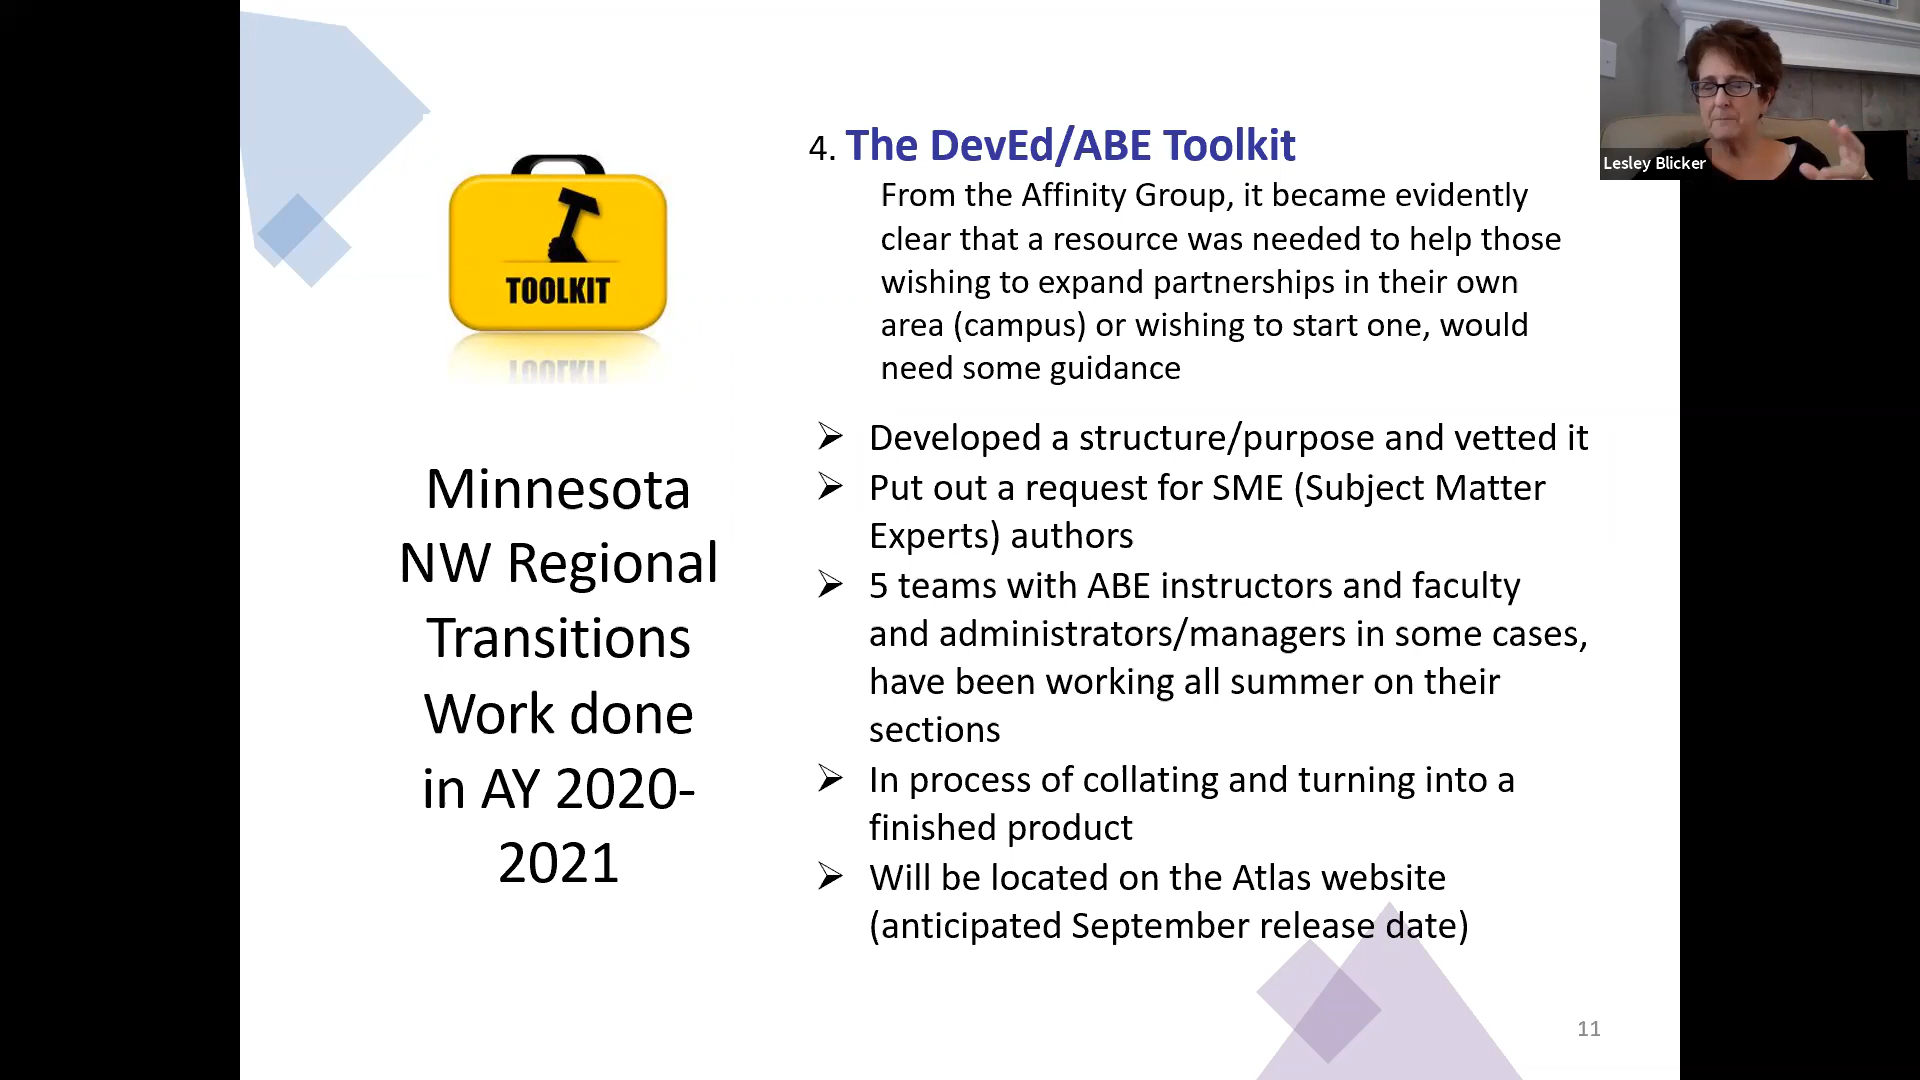 TOOLKIT
Minnesota
NW Regional
Transitions
Work done
in AY 2020-
2021
4. The DevEd/ABE Toolkit
From the Affinity Group, it became evidently
clear that a resource was needed to help those
wishing to expand partnerships in their own
area (campus) or wishing to start one, would
need some guidance
Developed a structure/purpose and vetted it
Put out a request for SME (Subject Matter
Experts) authors
5 teams with ABE instructors and faculty
and administrators/managers in some cases,
have been working all summer on their
sections
In process of collating and turning into a
finished product
Will be located on the Atlas website
(anticipated September release date)
11
Lesley Blicker